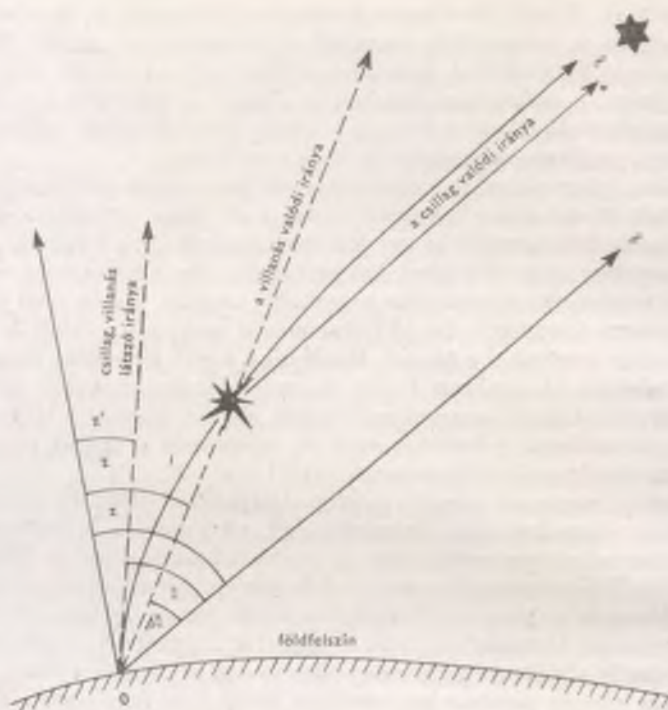 a villanás valódi iránya
a csillag valódi iránya
csillag, villanás
látszó iránya
z'
z
z
földfelszín
0